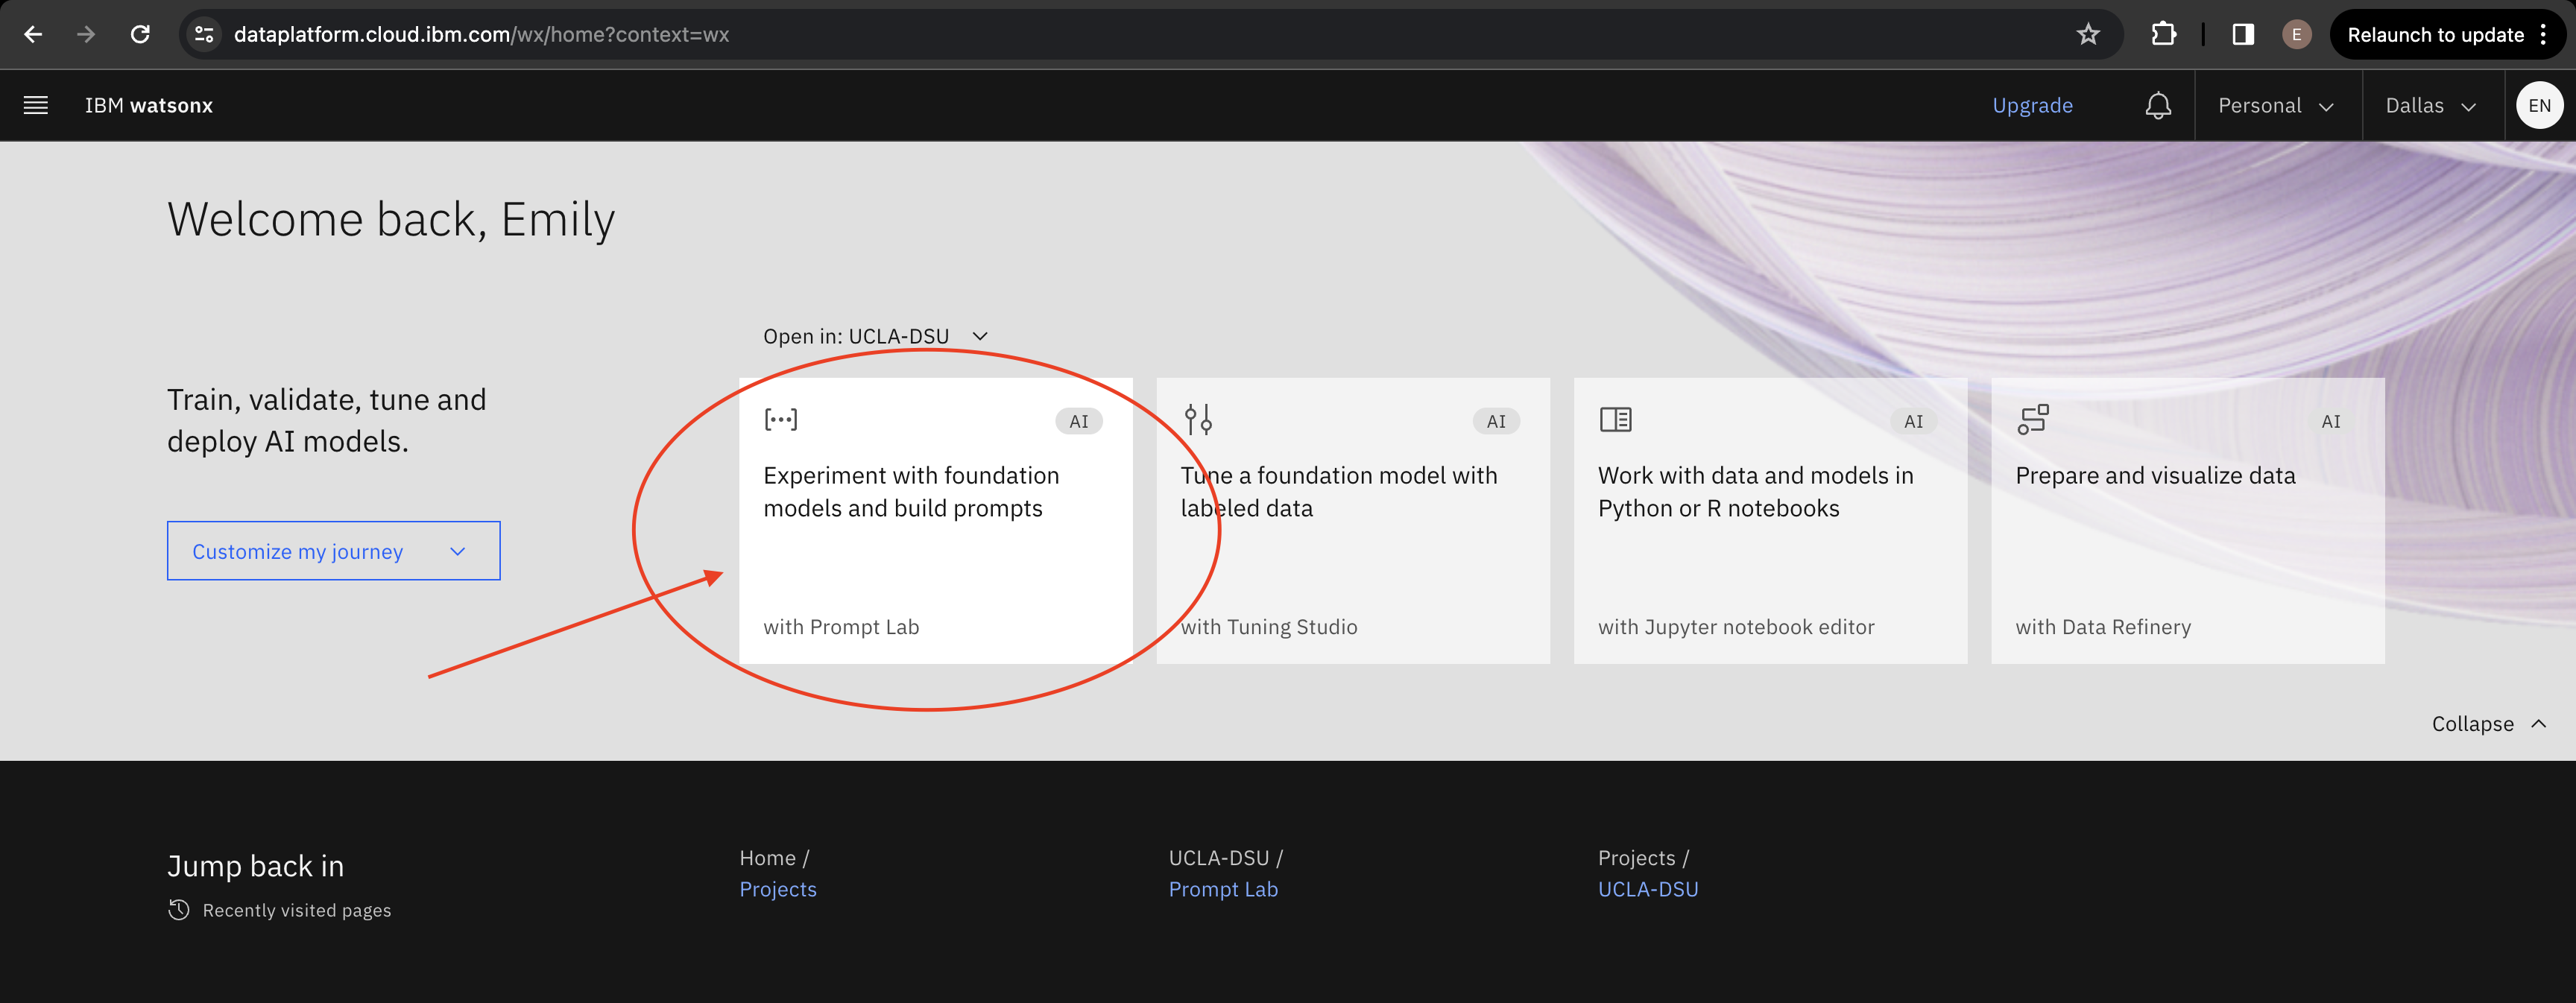 dataplatform.cloud.ibm.com/wx/home?context=wx
E
Relaunch to update
IBM watsonx
Upgrade
Personal
Dallas
EN
Welcome back, Emily
Open in: UCLA-DSU
Train, validate, tune and
deploy AI models.
Customize my journey
AI
Experiment with foundation
models and build prompts
with Prompt Lab
AI
Tune a foundation model with
labeled data
with Tuning Studio
AI
Work with data and models in
Python or R notebooks
with Jupyter notebook editor
AI
Prepare and visualize data
with Data Refinery
Collapse
Jump back in
Recently visited pages
Home /
Projects
UCLA-DSU /
Prompt Lab
Projects /
UCLA-DSU